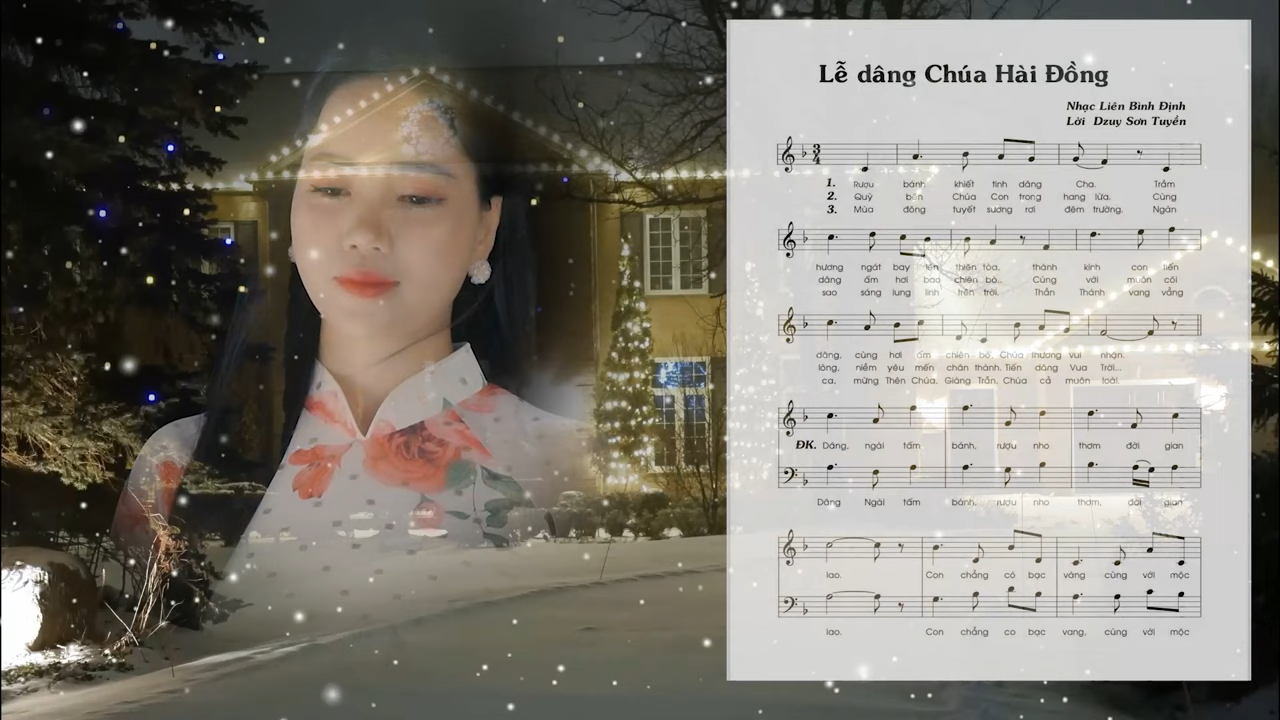 Lễ dâng Chúa Hài Đồng
Nhạc Liên Bình Định
Lời Dzuy Sơn Tuyền
3
4
1. Rượu bánh khiết tinh dâng Cha. Trầm
2. Quỳ bên Chúa Con trong hang lừa. Cùng
3. Mùa đông tuyết sương rơi đêm trường, Ngàn
hương ngát bay lên thiên tòa, thành kính con tiến
dâng ấm hơi bao chiên bò.. Cùng với muôn cõi
sao sáng lung linh trên trời. Thần Thánh vang vẳng
dâng, cùng hơi ấm chiên bò. Chúa thương vui nhận.
lòng, niềm yêu mến chân thành. Tiến dâng Vua Trời...
ca, mừng Thên Chúa, Giáng Trần, Chúa cả muôn loài.
ĐK. Dâng, ngài tấm bánh, rượu nho thơm đời gian
Dâng Ngài tấm bánh, rượu nho thơm, đời gian
lao. Con chẳng có bạc vàng cùng với mộc
lao. Con chẳng co bạc vang, cùng với mộc